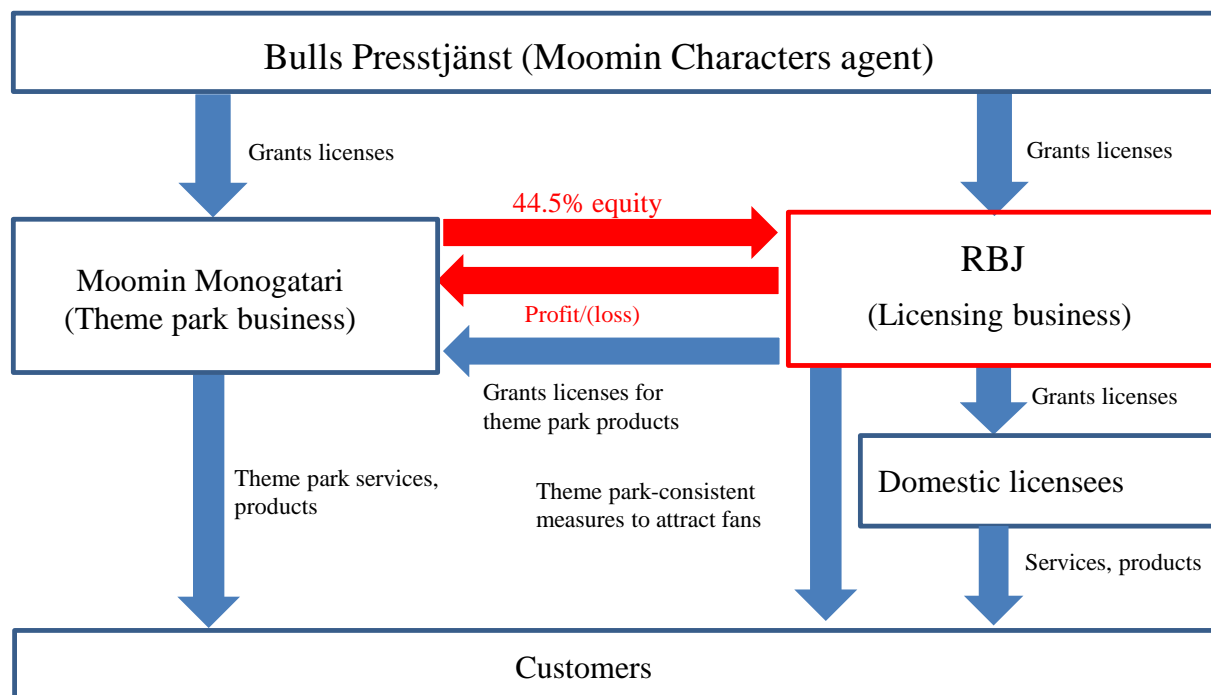 Bulls Presstjänst (Moomin Characters agent)
Grants licenses
Grants licenses
44.5% equity
Moomin Monogatari
(Theme park business)
RBJ
(Licensing business)
Profit/(loss)
Grants licenses for
theme park products
Grants licenses
Theme park services,
products
Theme park-consistent
measures to attract fans
Domestic licensees
Services, products
Customers